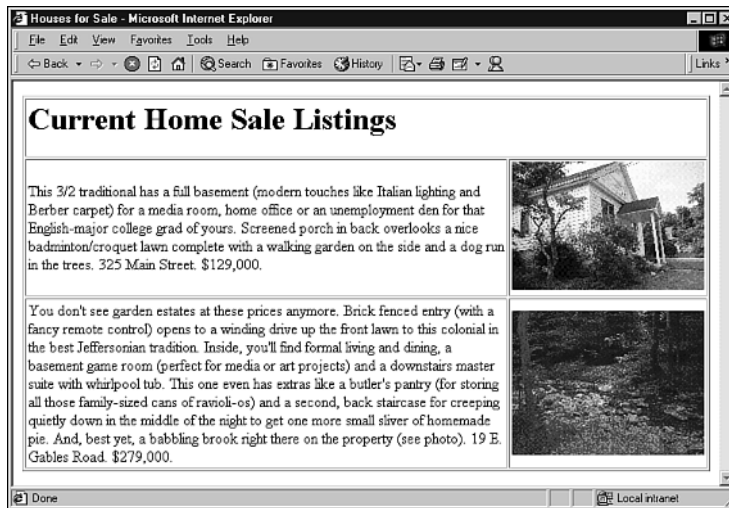 Houses for Sale - Microsoft Internet Explorer
File Edit View Favorites Tools Help
Back Search Favorites History Links
Current Home Sale Listings
This 3/2 traditional has a full basement (modern touches like Italian lighting and
Berber carpet) for a media room, home office or an unemployment den for that
English-major college grad of yours. Screened porch in back overlooks a nice
badminton/croquet lawn complete with a walking garden on the side and a dog run
in the trees. 325 Main Street. $129,000.
You don't see garden estates at these prices anymore. Brick fenced entry (with a
fancy remote control) opens to a winding drive up the front lawn to this colonial in
the best Jeffersonian tradition. Inside, you'll find formal living and dining, a
basement game room (perfect for media or art projects) and a downstairs master
suite with whirlpool tub. This one even has extras like a butler's pantry (for storing
all those family-sized cans of ravioli-os) and a second, back staircase for creeping
quietly down in the middle of the night to get one more small sliver of homemade
pie. And, best yet, a babbling brook right there on the property (see photo). 19 E.
Gables Road. $279,000.
Done Local intranet